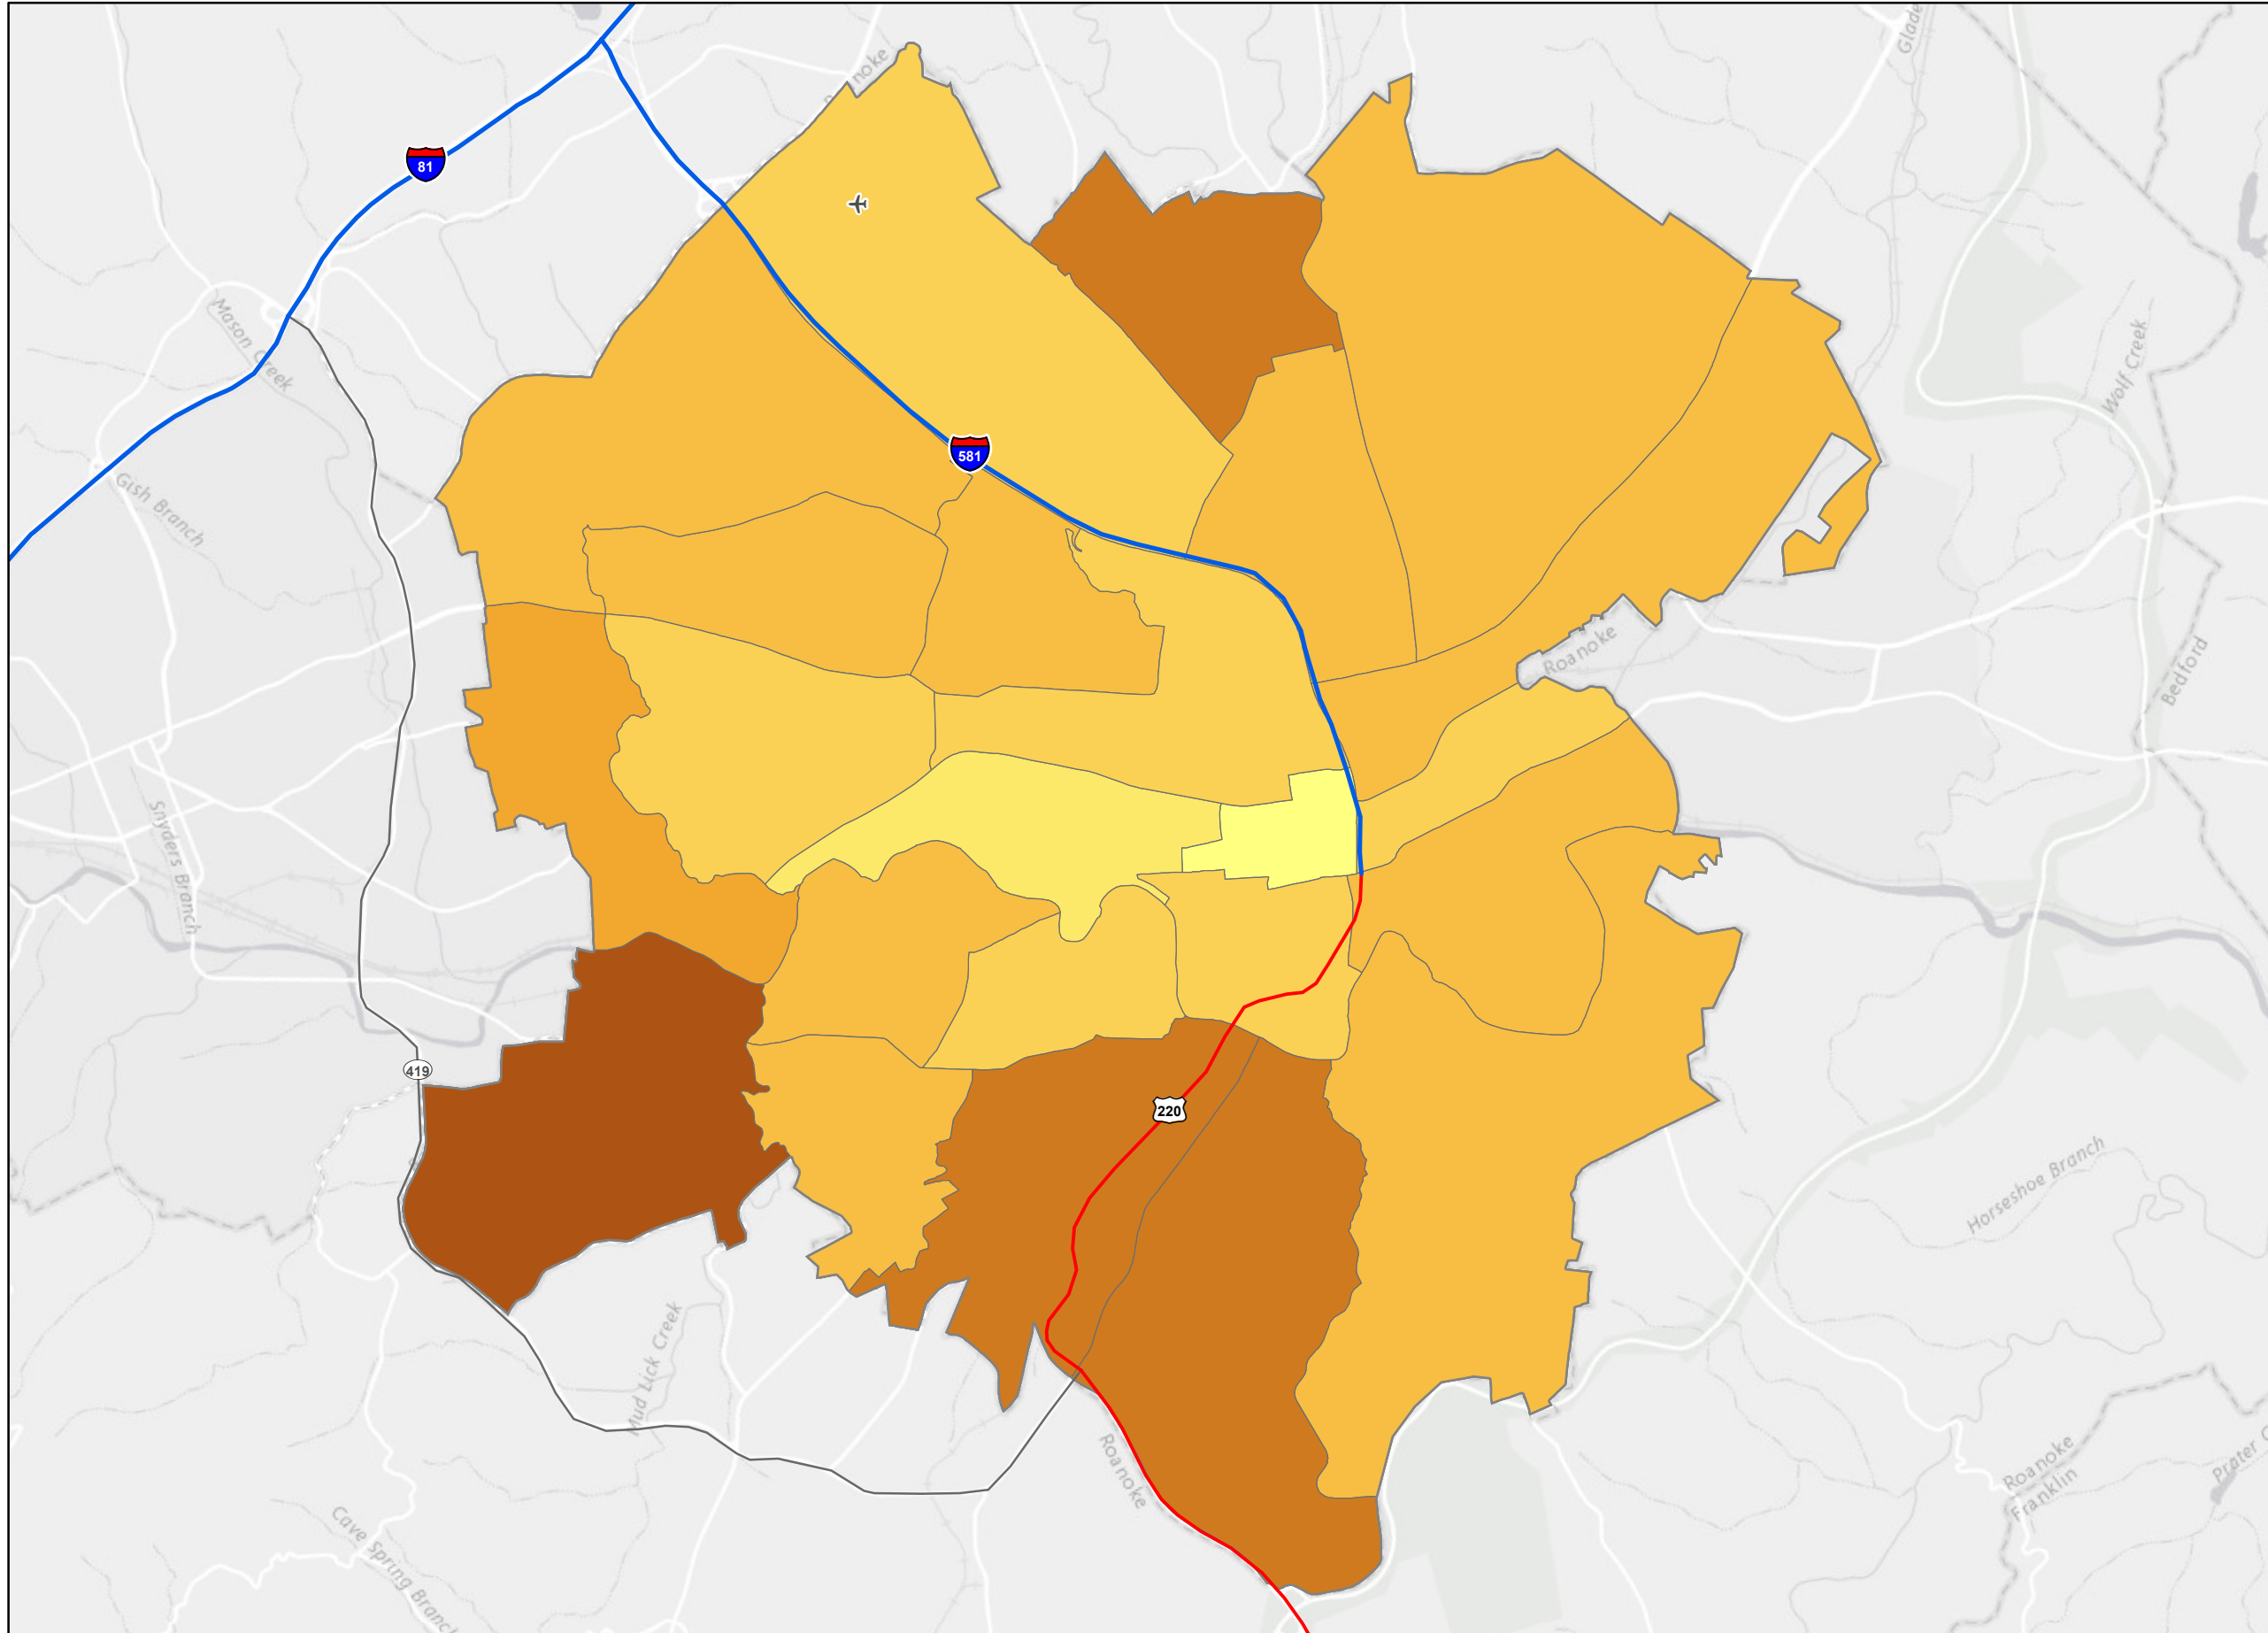 Glade
Roanoke
81
Mason Creek
Wolf Creek
581
Gish Branch
Roanoke
Bedford
Snyders Branch
419
220
Horseshoe Branch
Mud Lick Creek
Roanoke
Roanoke
Franklin
Prater
Cave Spring Branch